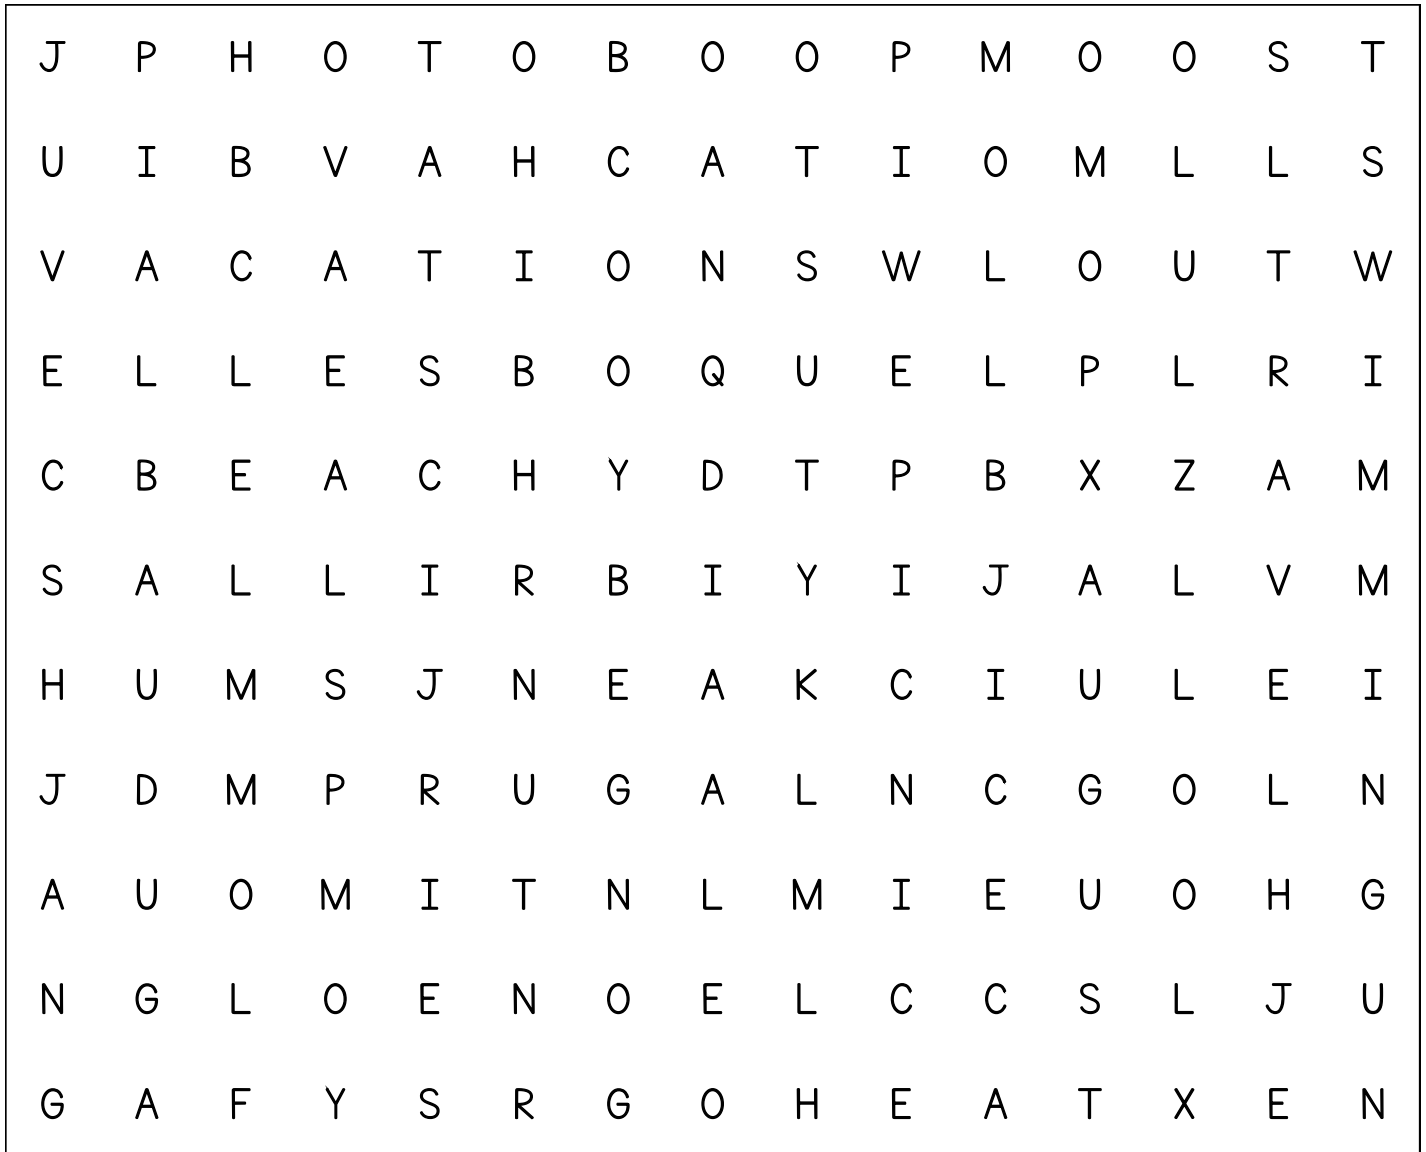 J P H O T O B O O P M O O S T
U I B V A H C A T I O M L L S
V A C A T I O N S W L O U T W
E L L E S B O Q U E L P L R I
C B E A C H Y D T P B X Z A M
S A L L I R B I Y I J A L V M
H U M S J N E A K C I U L E I
J D M P R U G A L N C G O L N
A U O M I T N L M I E U O H G
N G L O E N O E L C C S L J U
G A F Y S R G O H E A T X E N